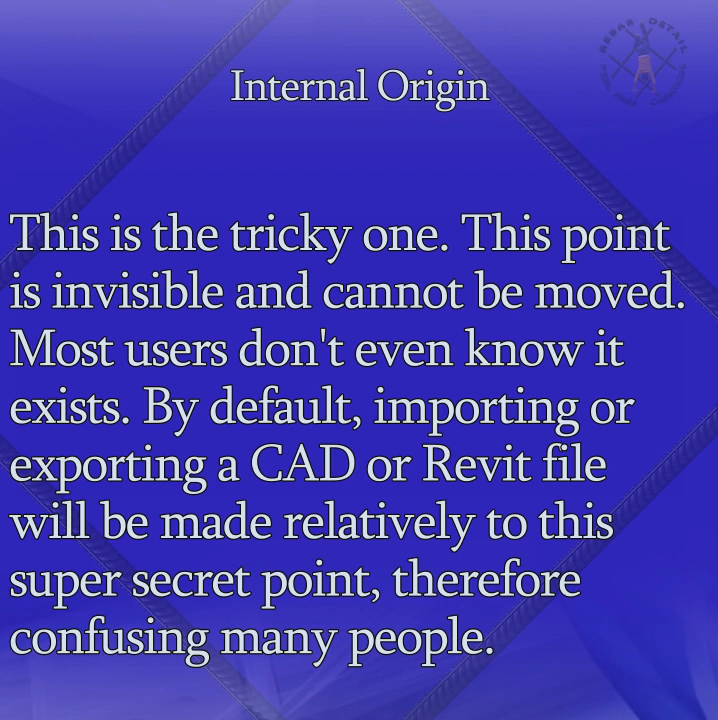 REBAR - DETAIL
Internal Origin
This is the tricky one. This point
is invisible and cannot be moved.
Most users don't even know it
exists. By default, importing or
exporting a CAD or Revit file
will be made relatively to this
super secret point, therefore
confusing many people.